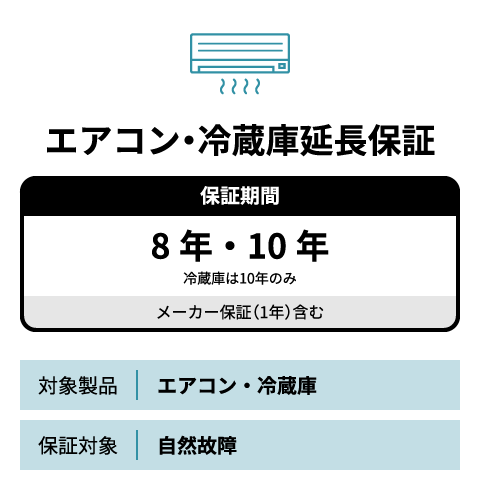 エアコン・冷蔵庫延長保証
保証期間
8 年・10 年
冷蔵庫は10年のみ
メーカー保証（1年）含む
対象製品 エアコン・冷蔵庫
保証対象 自然故障